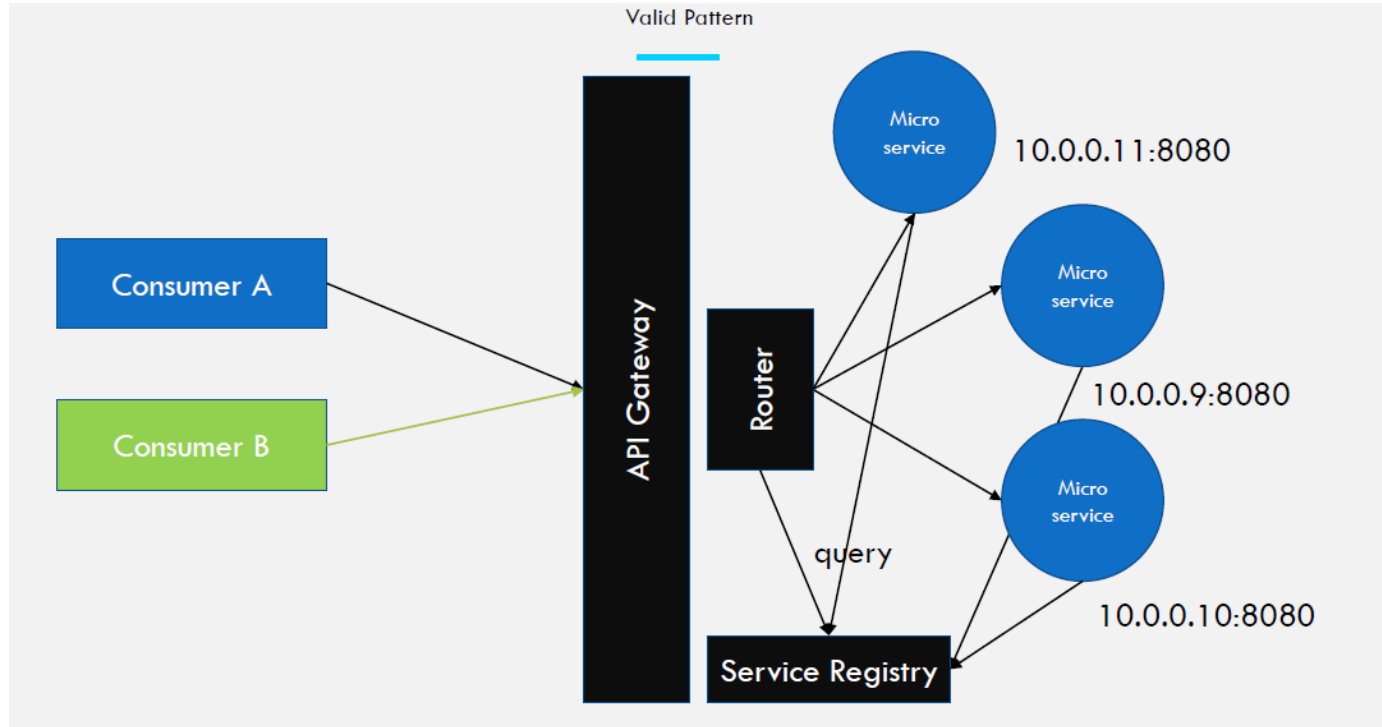 Valid Pattern
Micro
service
10.0.0.11:8080
Consumer A
Micro
service
API Gateway
Router
10.0.0.9:8080
Consumer B
Micro
service
query
10.0.0.10:8080
Service Registry